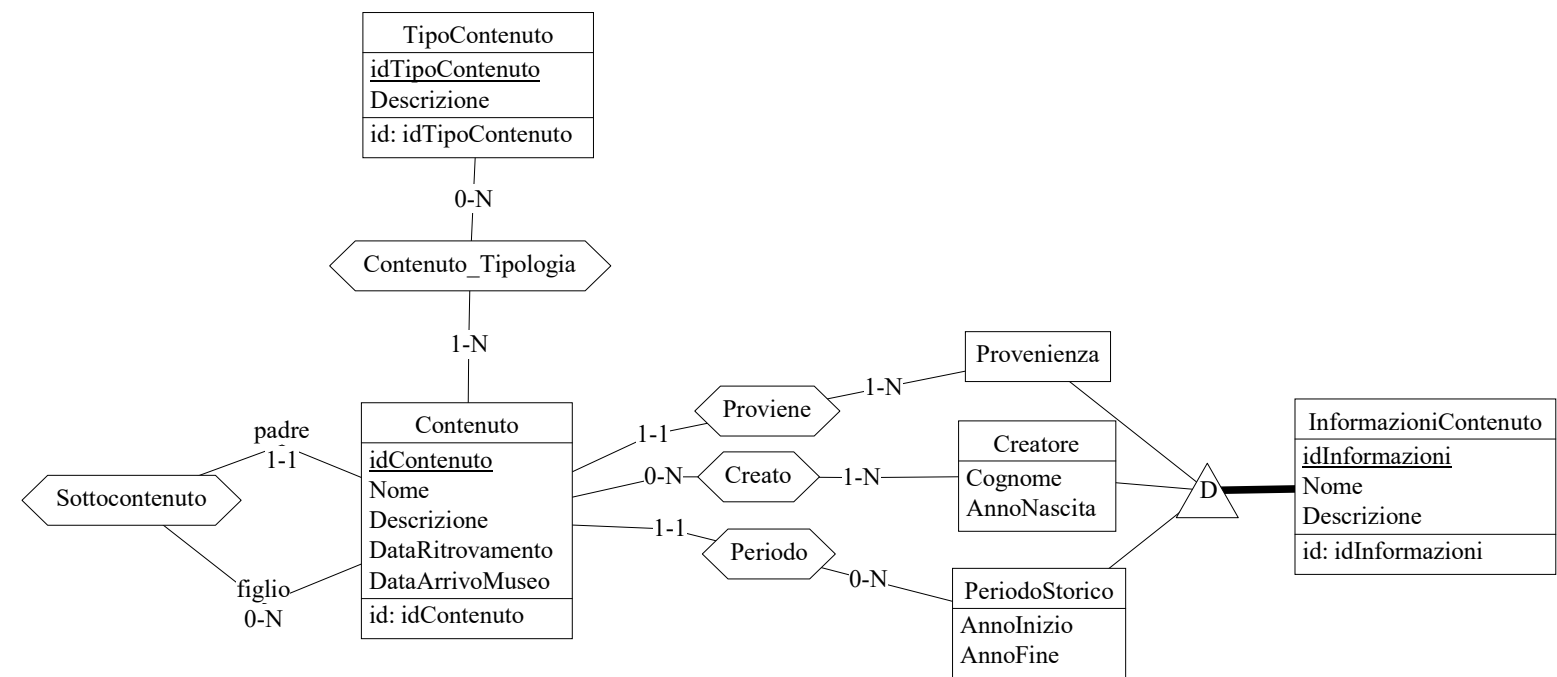 TipoContenuto
idTipoContenuto
Descrizione
id: idTipoContenuto
0-N
Contenuto_Tipologia
1-N
Contenuto
idContenuto
Nome
Descrizione
DataRitrovamento
DataArrivoMuseo
id: idContenuto
padre
1-1
Sottocontenuto
figlio
0-N
1-1
Proviene
1-N
Provenienza
0-N
Creato
1-N
Creatore
Cognome
AnnoNascita
1-1
Periodo
0-N
PeriodoStorico
AnnoInizio
AnnoFine
D
InformazioniContenuto
idInformazioni
Nome
Descrizione
id: idInformazioni